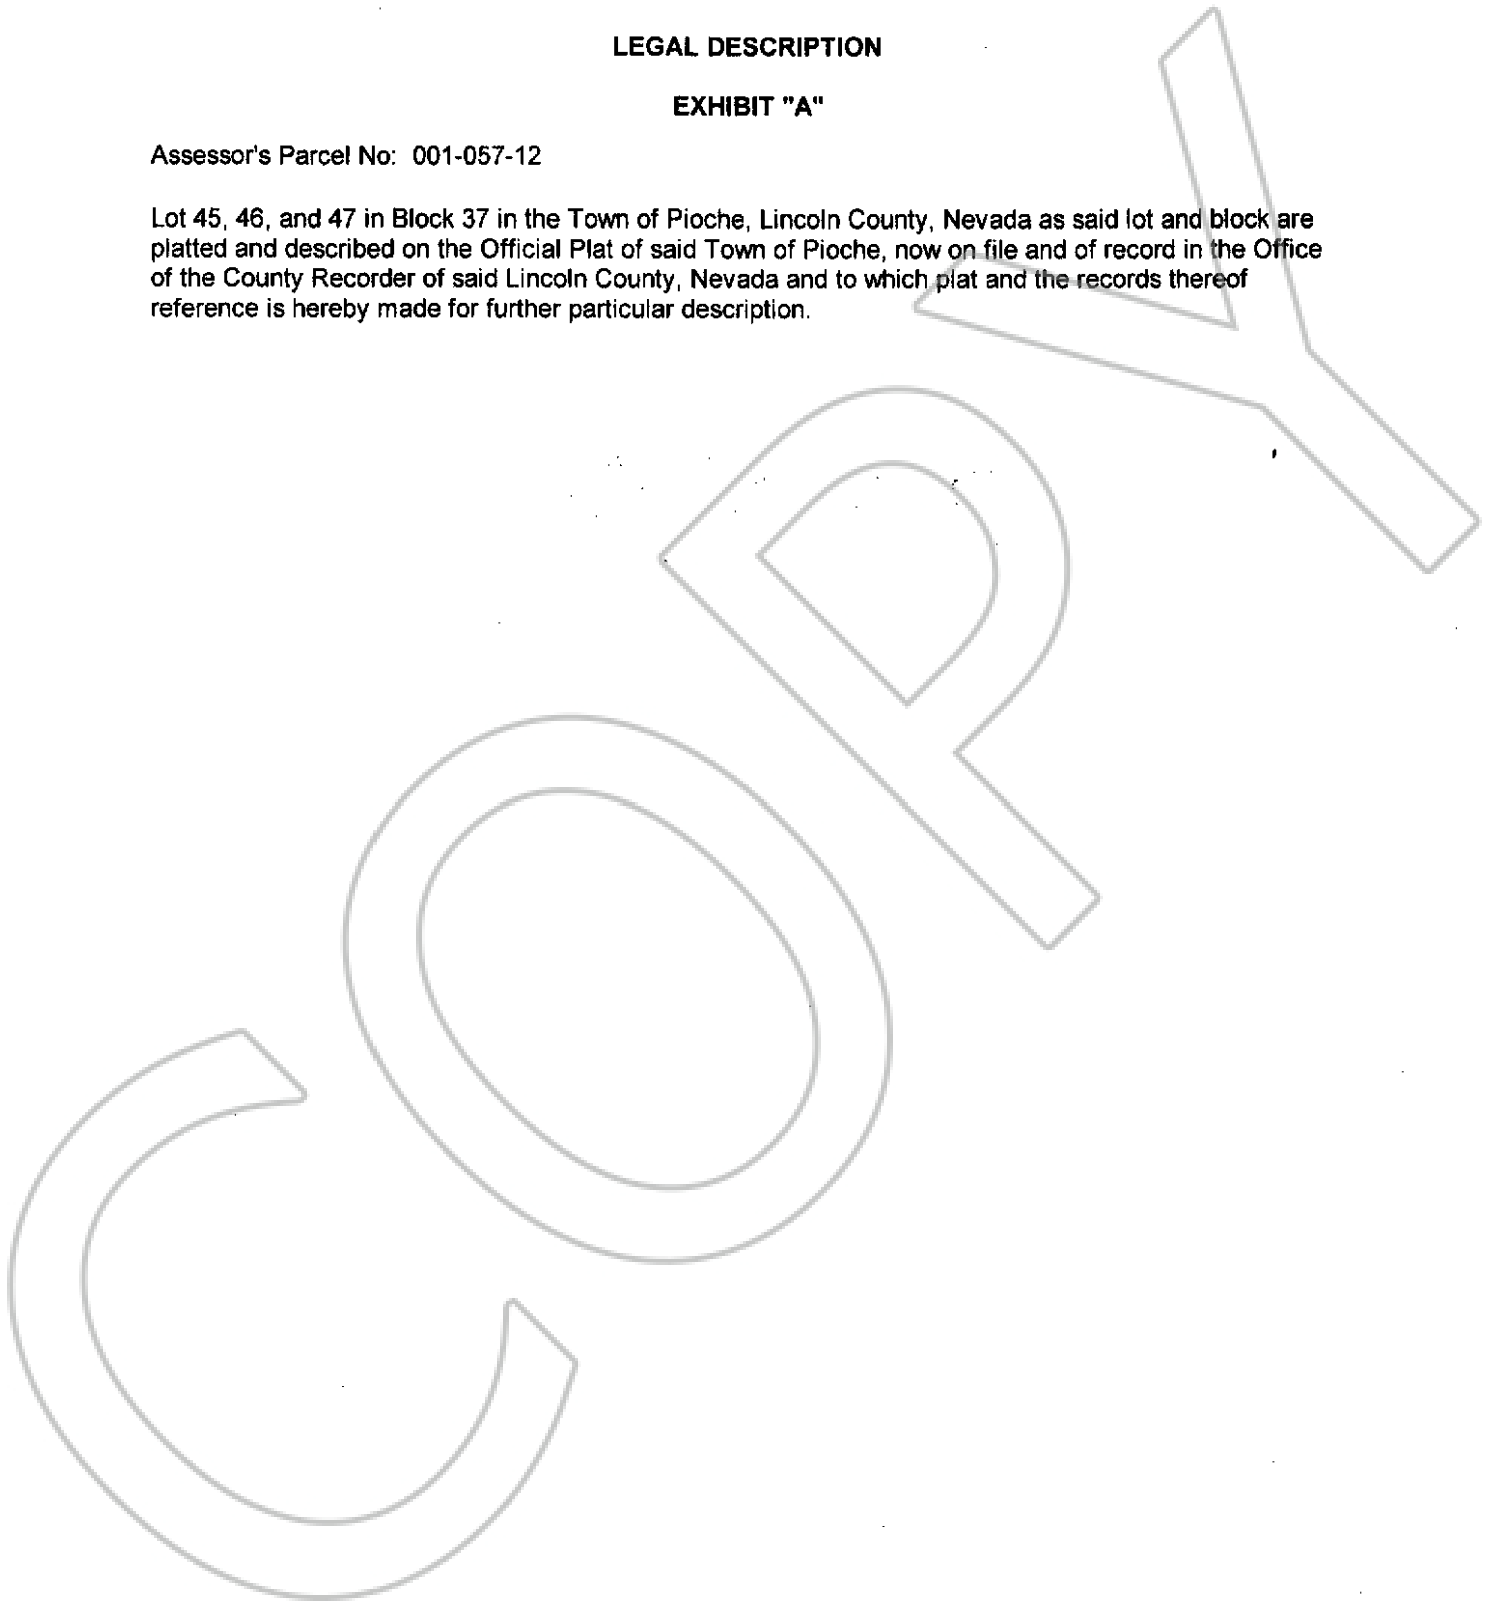 LEGAL DESCRIPTION
EXHIBIT "A"
Assessor's Parcel No: 001-057-12
Lot 45, 46, and 47 in Block 37 in the Town of Pioche, Lincoln County, Nevada as said lot and block are
platted and described on the Official Plat of said Town of Pioche, now on file and of record in the Office
of the County Recorder of said Lincoln County, Nevada and to which plat and the records thereof
reference is hereby made for further particular description.
COPY